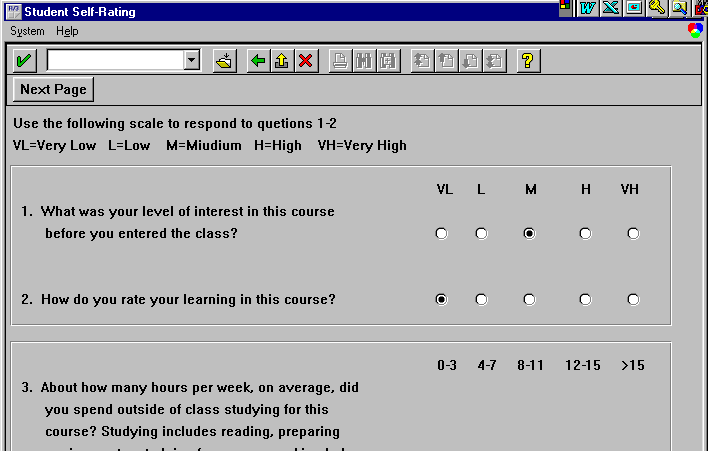 R/3 Student Self-Rating
System Help
Next Page
Use the following scale to respond to quetions 1-2
VL=Very Low L=Low M=Miudium H=High VH=Very High
VL L M H VH
1. What was your level of interest in this course
before you entered the class?
2. How do you rate your learning in this course?
0-3 4-7 8-11 12-15 >15
3. About how many hours per week, on average, did
you spend outside of class studying for this
course? Studying includes reading, preparing